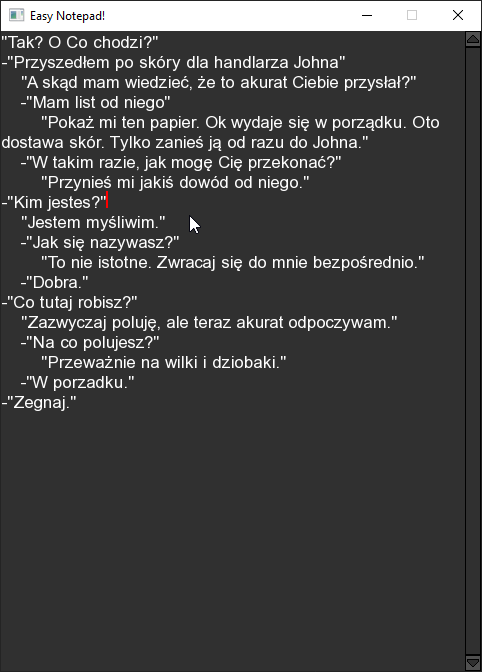 Easy Notepad!
"Tak? O Co chodzi?"
-"Przyszedłem po skóry dla handlarza Johna"
"A skąd mam wiedzieć, że to akurat Ciebie przysłał?"
-"Mam list od niego"
"Pokaż mi ten papier. Ok wydaje się w porządku. Oto
dostawa skór. Tylko zanieś ją od razu do Johna."
-"W takim razie, jak mogę Cię przekonać?"
"Przynieś mi jakiś dowód od niego."
-"Kim jestes?"
"Jestem myśliwim."
-"Jak się nazywasz?"
"To nie istotne. Zwracaj się do mnie bezpośrednio."
-"Dobra."
-"Co tutaj robisz?"
"Zazwyczaj poluję, ale teraz akurat odpoczywam."
-"Na co polujesz?"
"Przeważnie na wilki i dziobaki."
-"W porzadku."
-"Zegnaj."